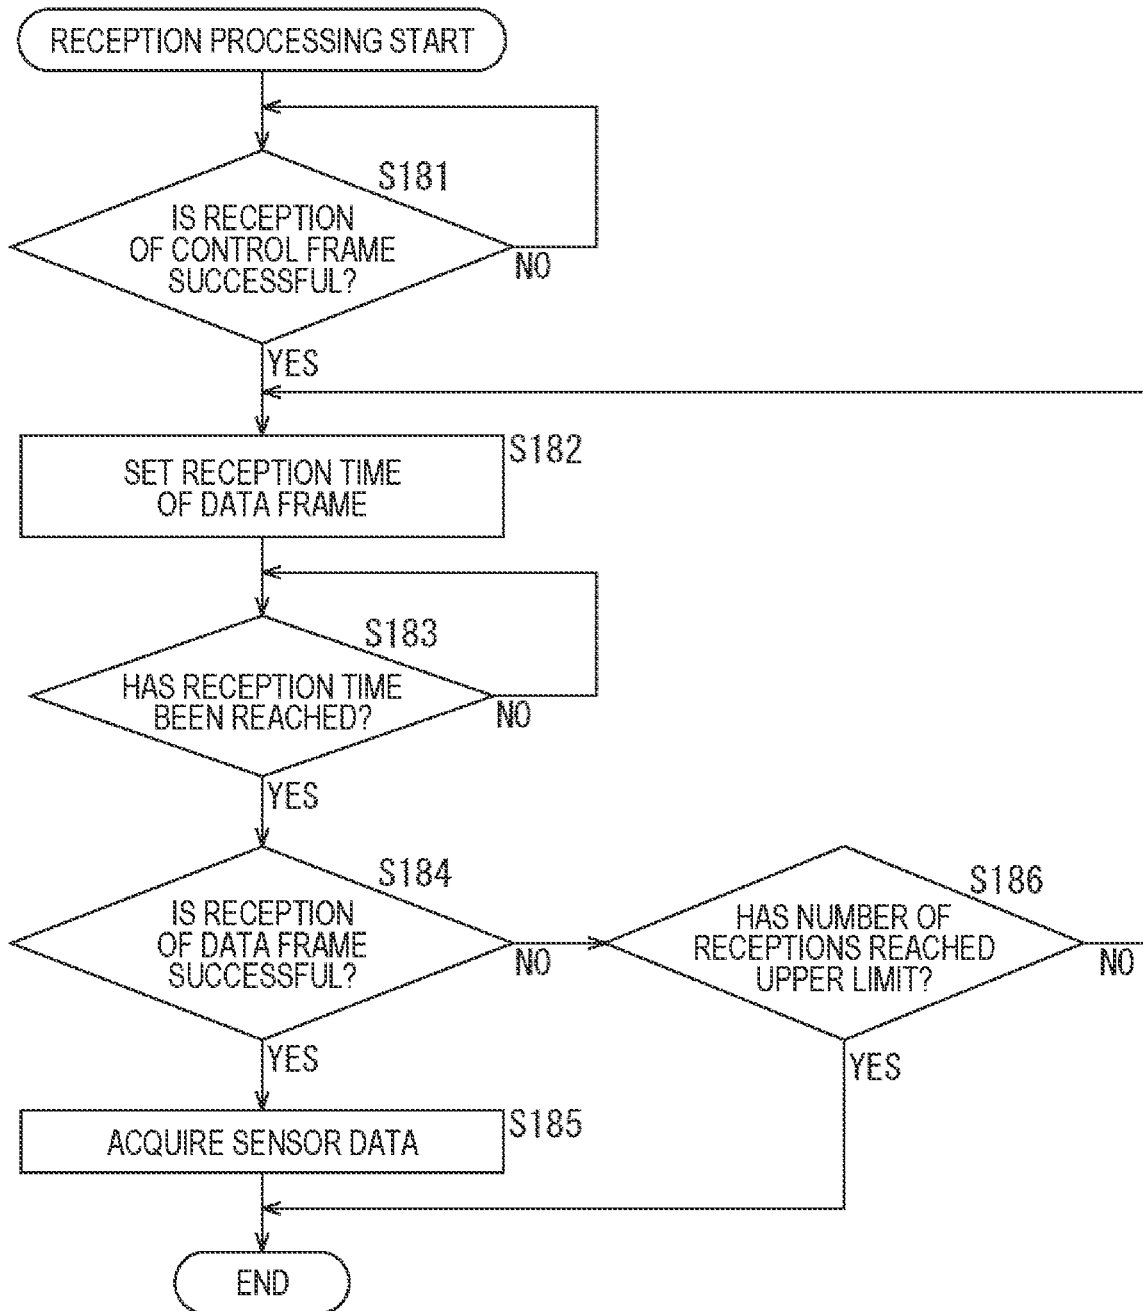 RECEPTION PROCESSING START
S181
IS RECEPTION
OF CONTROL FRAME
SUCCESSFUL?
NO
YES
S182
SET RECEPTION TIME
OF DATA FRAME
S183
HAS RECEPTION TIME
BEEN REACHED?
NO
YES
S184
IS RECEPTION
OF DATA FRAME
SUCCESSFUL?
NO
S186
HAS NUMBER OF
RECEPTIONS REACHED
UPPER LIMIT?
NO
YES
YES
S185
ACQUIRE SENSOR DATA
END